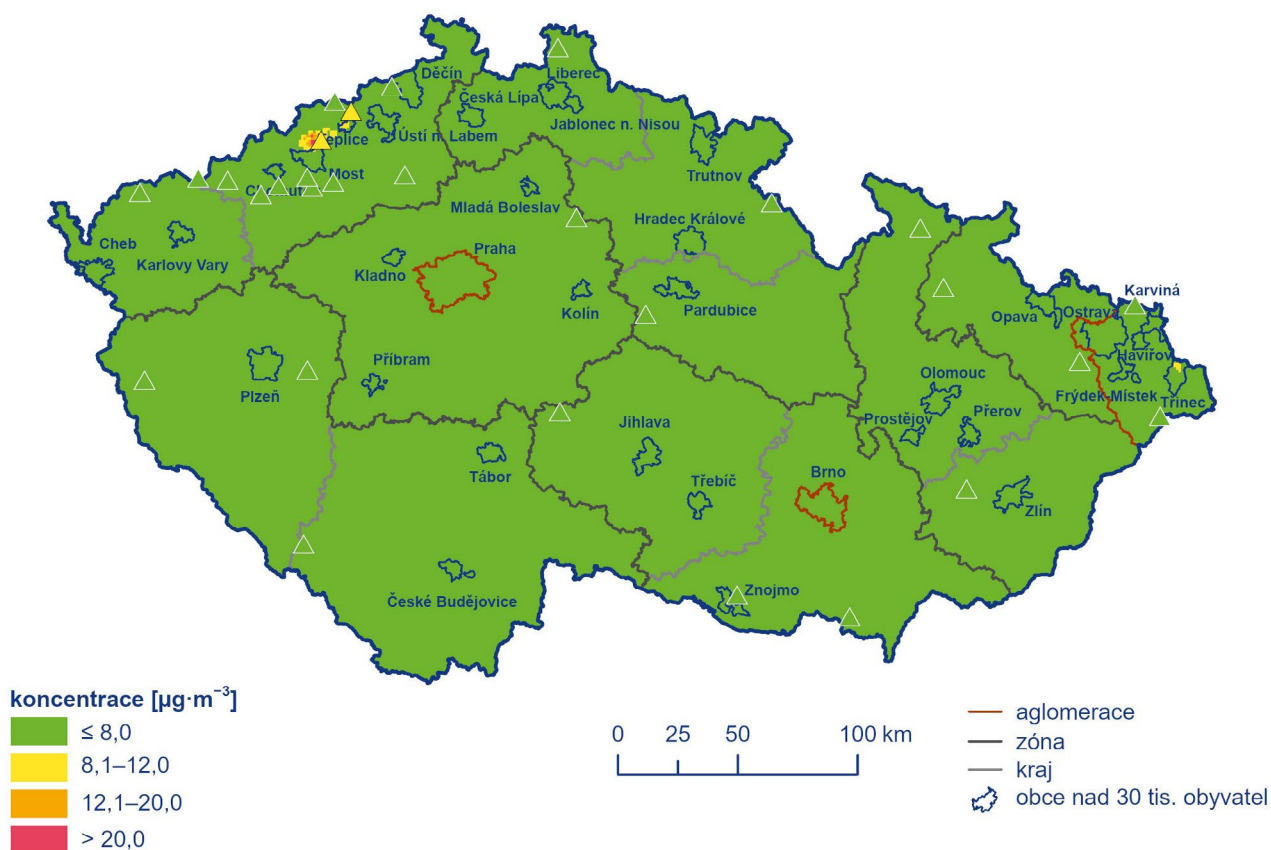 Děčín
Liberec
Česká Lípa
Jablonec n. Nisou
Ústí n. Labem
eplice
Most
Trutnov
Mladá Boleslav
Hradec Králové
Cheb
Karlovy Vary
Kladno
Praha
Kolín
Pardubice
Karviná
Opava
Ostrava
Havířov
Příbram
Plzeň
Olomouc
Frýdek-Místek
Třinec
Prostějov
Přerov
Jihlava
Tábor
Třebíč
Brno
Zlín
České Budějovice
Znojmo
koncentrace [µg·m⁻³]
≤ 8,0
8,1–12,0
12,1–20,0
> 20,0
0 25 50 100 km
aglomerace
zóna
kraj
obce nad 30 tis. obyvatel